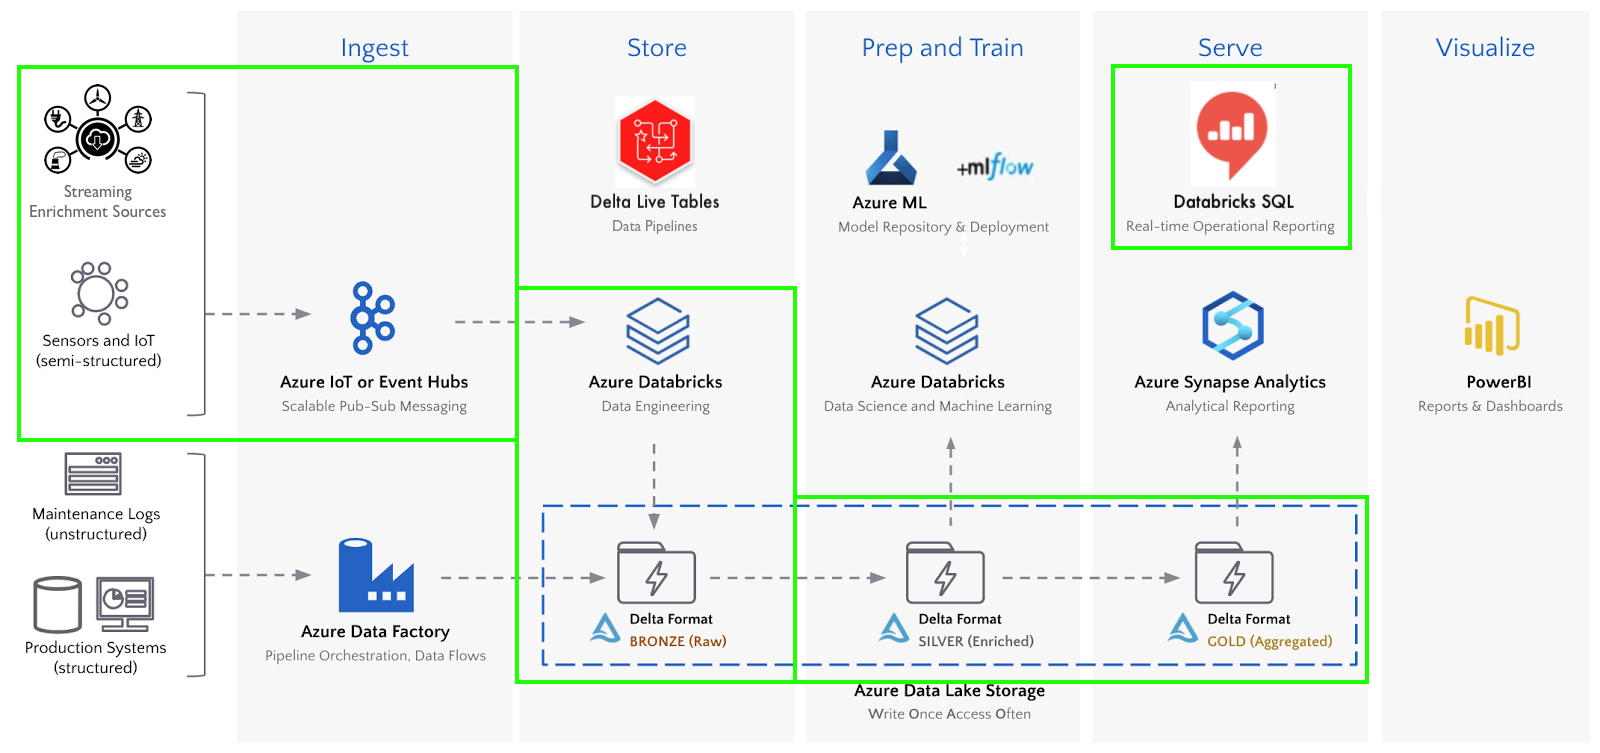 Ingest
Store
Prep and Train
Serve
Visualize
Streaming
Enrichment Sources
Sensors and IoT
(semi-structured)
Azure IoT or Event Hubs
Scalable Pub-Sub Messaging
Delta Live Tables
Data Pipelines
Azure Databricks
Data Engineering
+mlflow
Azure ML
Model Repository & Deployment
Azure Databricks
Data Science and Machine Learning
Databricks SQL
Real-time Operational Reporting
Azure Synapse Analytics
Analytical Reporting
PowerBI
Reports & Dashboards
Maintenance Logs
(unstructured)
Production Systems
(structured)
Azure Data Factory
Pipeline Orchestration, Data Flows
Delta Format
BRONZE (Raw)
Delta Format
SILVER (Enriched)
Delta Format
GOLD (Aggregated)
Azure Data Lake Storage
Write Once Access Often